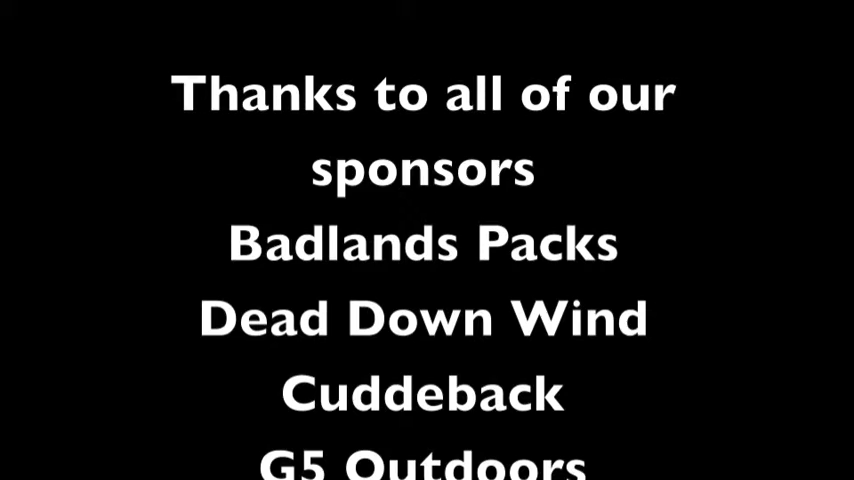 Thanks to all of our
sponsors
Badlands Packs
Dead Down Wind
Cuddeback
G5 Outdoors